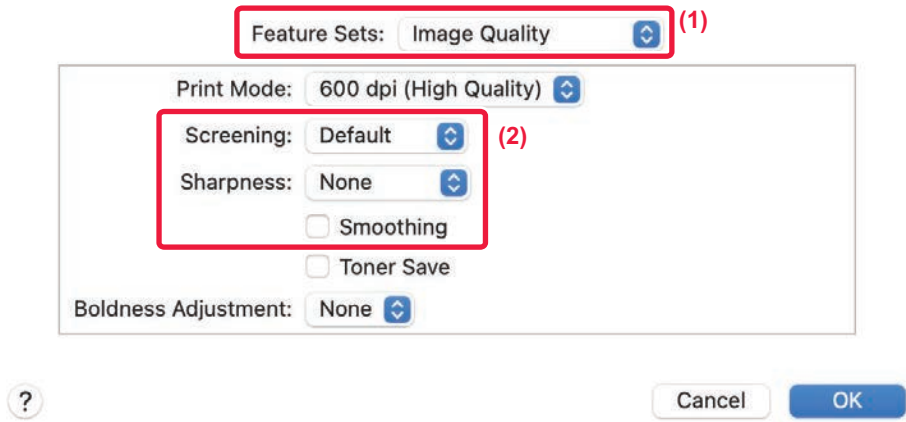 Feature Sets: Image Quality (1)
Print Mode: 600 dpi (High Quality)
Screening: Default (2)
Sharpness: None
Smoothing
Toner Save
Boldness Adjustment: None
? Cancel OK